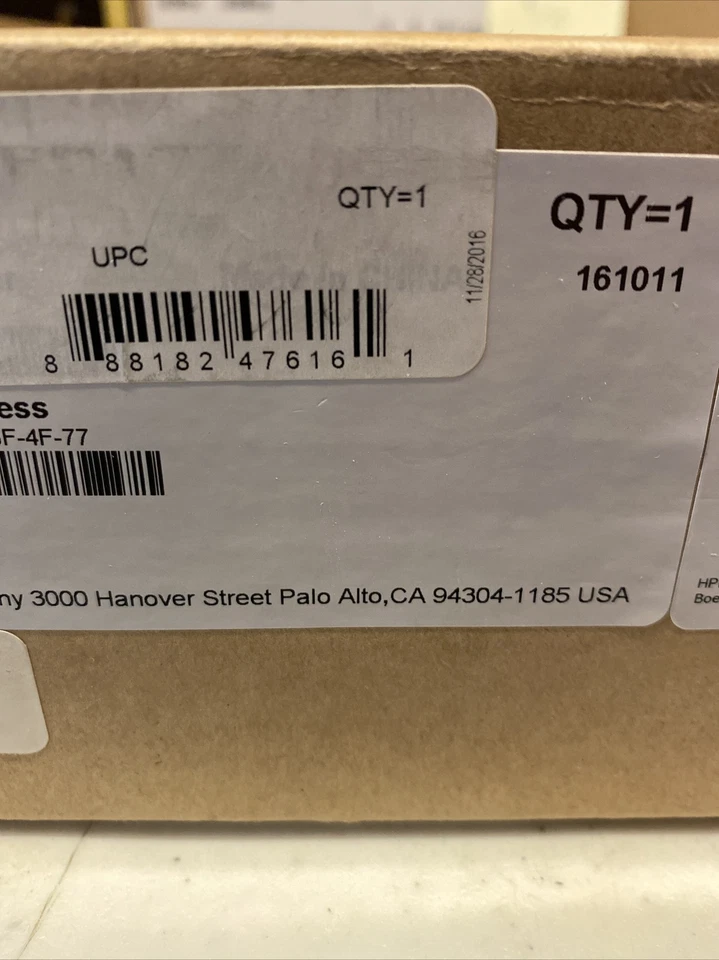 QTY=1
UPC
8 88182 47616 1
11/28/2016
QTY=1
161011
ess
F-4F-77
ny 3000 Hanover Street Palo Alto,CA 94304-1185 USA
HP
Boe